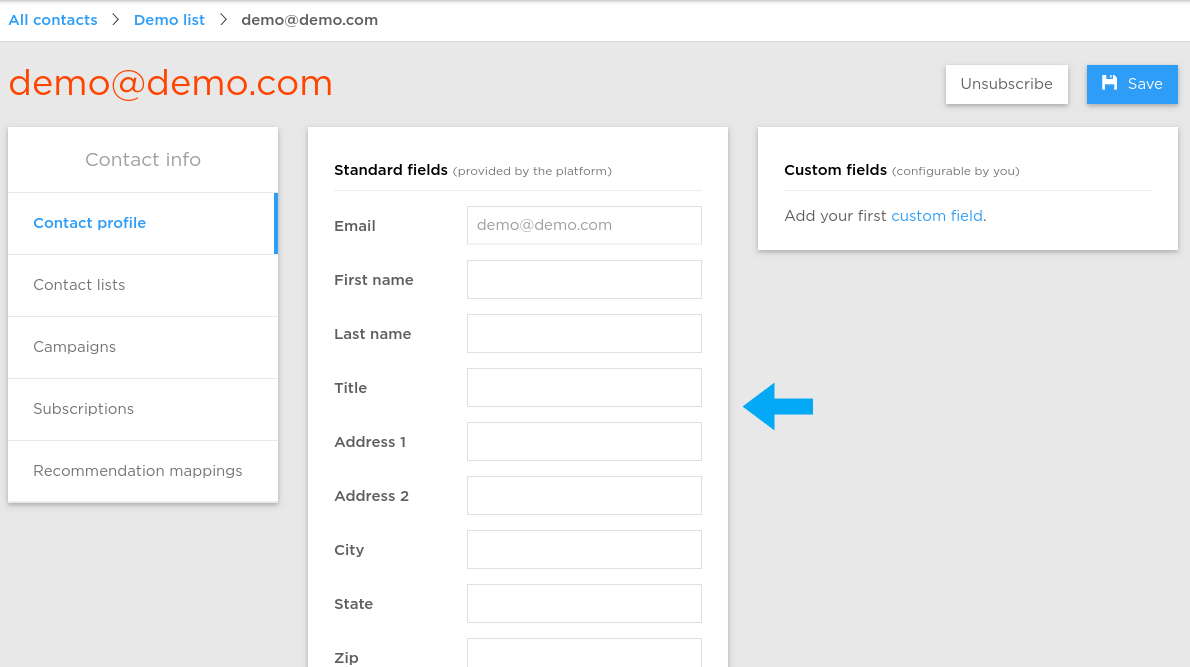 All contacts > Demo list > demo@demo.com
demo@demo.com
Unsubscribe
Save
Contact info
Contact profile
Contact lists
Campaigns
Subscriptions
Recommendation mappings
Standard fields (provided by the platform)
Email
demo@demo.com
First name
Last name
Title
Address 1
Address 2
City
State
Zip
Custom fields (configurable by you)
Add your first custom field.